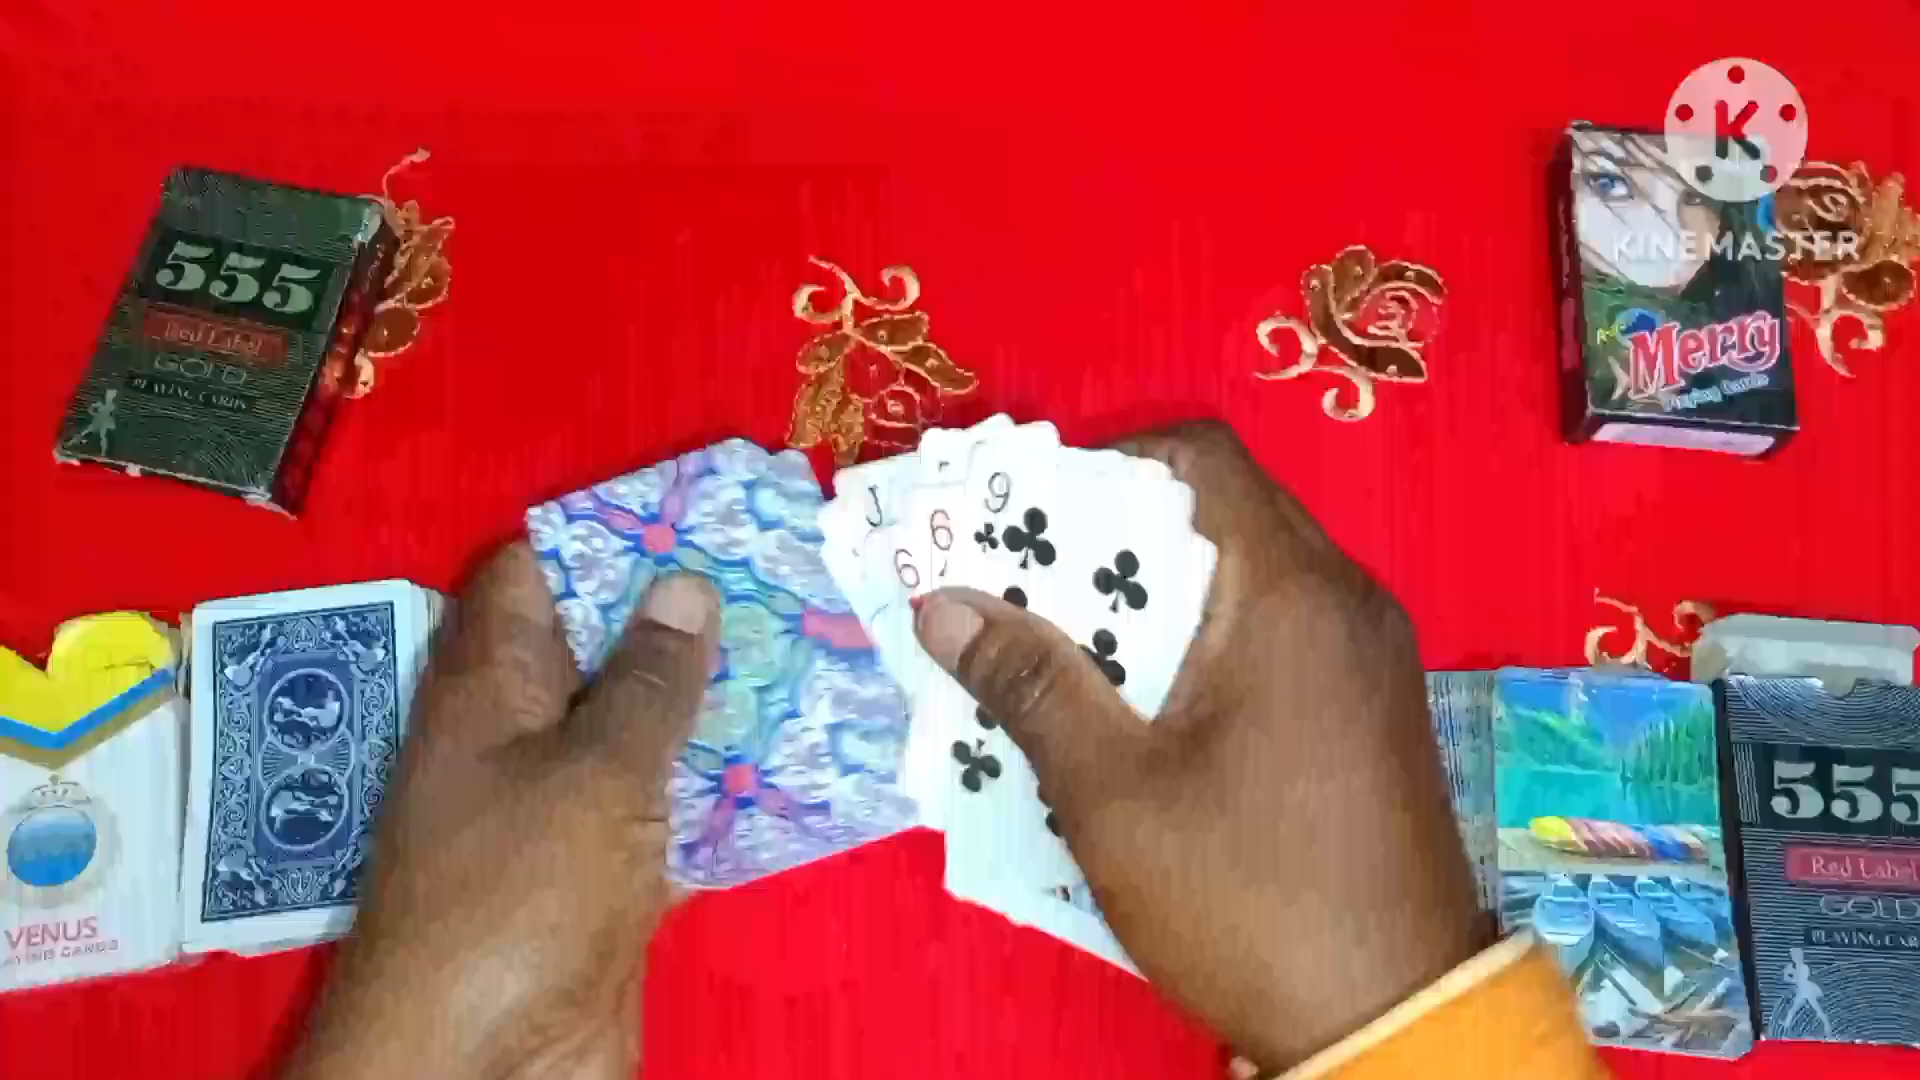 555
Red Label
GOLD
PLAYING CARDS
K
KINEMASTER
Merry
Playing Cards
J
6
6
9
VENUS
555
Red Label
GOLD
PLAYING CAR